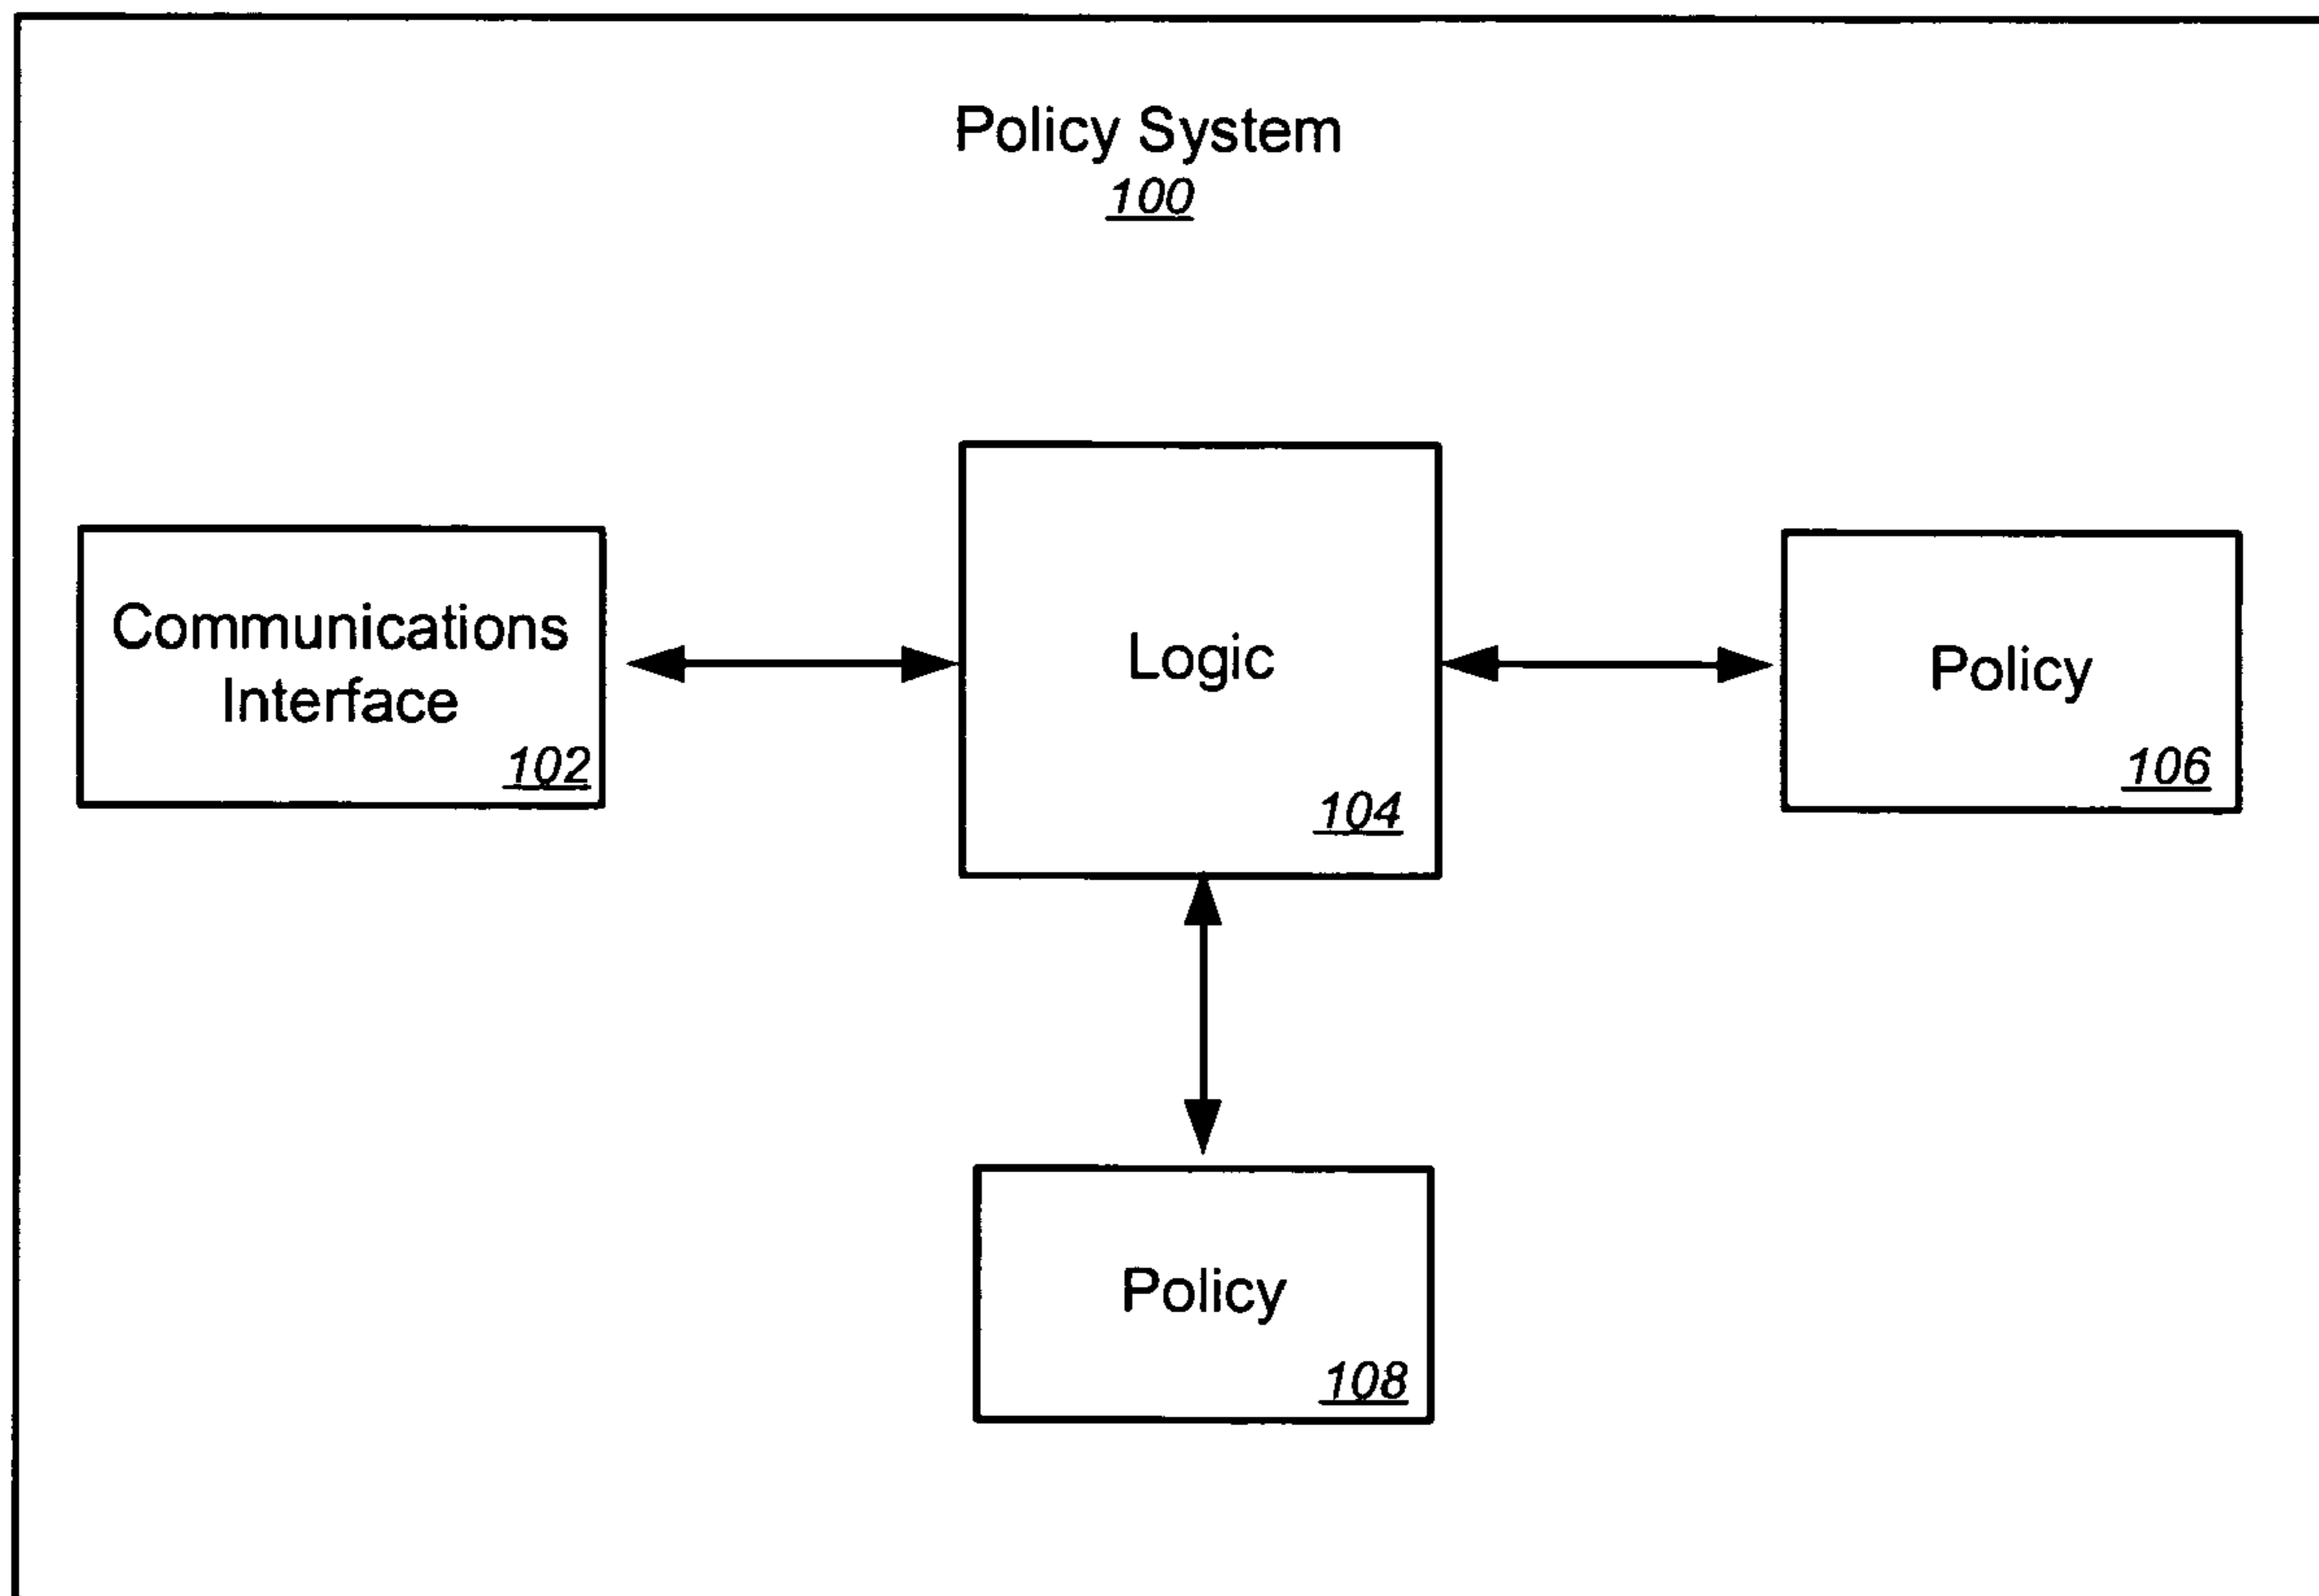 Policy System
100
Communications
Interface
102
Logic
104
Policy
106
Policy
108